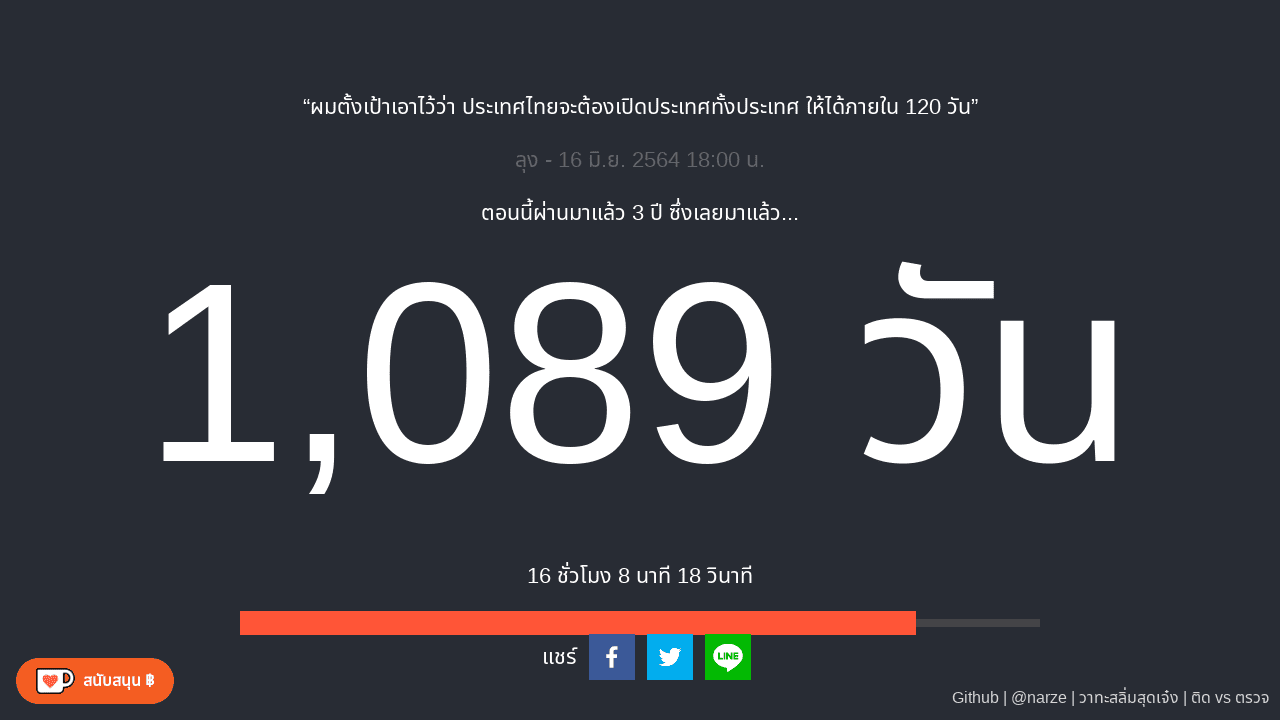 “ผมตั้งเป้าเอาไว้ว่า ประเทศไทยจะต้องเปิดประเทศทั้งประเทศ ให้ได้ภายใน 120 วัน”
ลุง - 16 มิ.ย. 2564 18:00 น.
ตอนนี้ผ่านมาแล้ว 3 ปี ซึ่งเลยมาแล้ว...
1,089 วัน
16 ชั่วโมง 8 นาที 18 วินาที
แชร์
LINE
สนับสนุน ฿
Github | @narze | วาทะสลิ่มสุดเจ๋ง | ติด vs ตรวจ